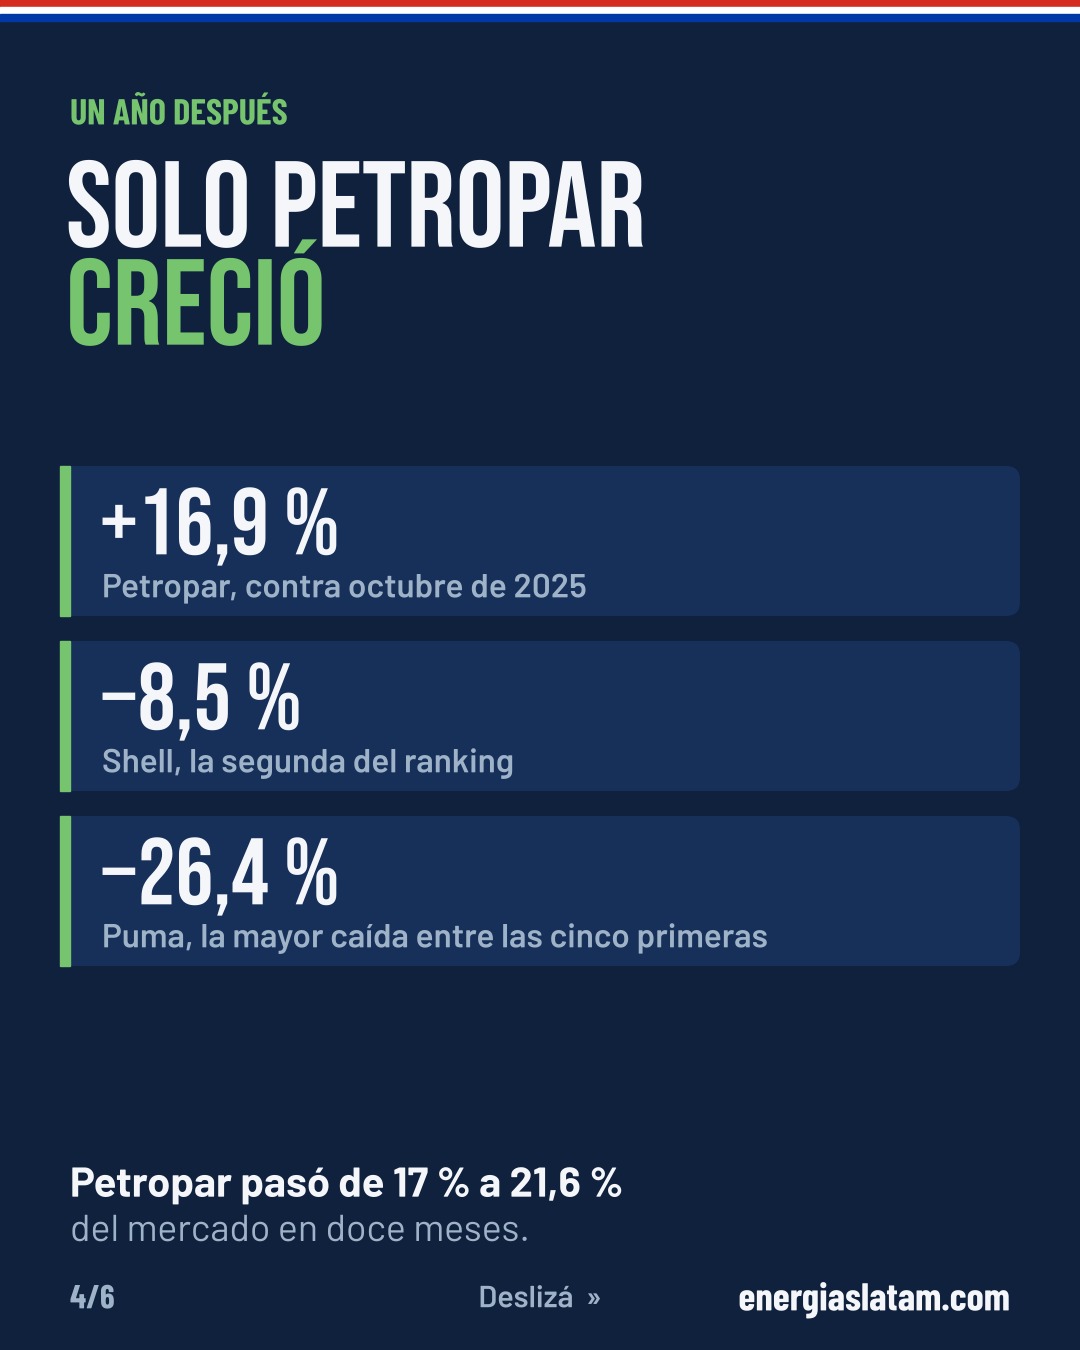 UN AÑO DESPUÉS
SOLO PETROPAR
CRECIÓ
+16,9 %
Petropar, contra octubre de 2025
−8,5 %
Shell, la segunda del ranking
−26,4 %
Puma, la mayor caída entre las cinco primeras
Petropar pasó de 17 % a 21,6 %
del mercado en doce meses.
4/6 Deslizá » energiaslatam.com